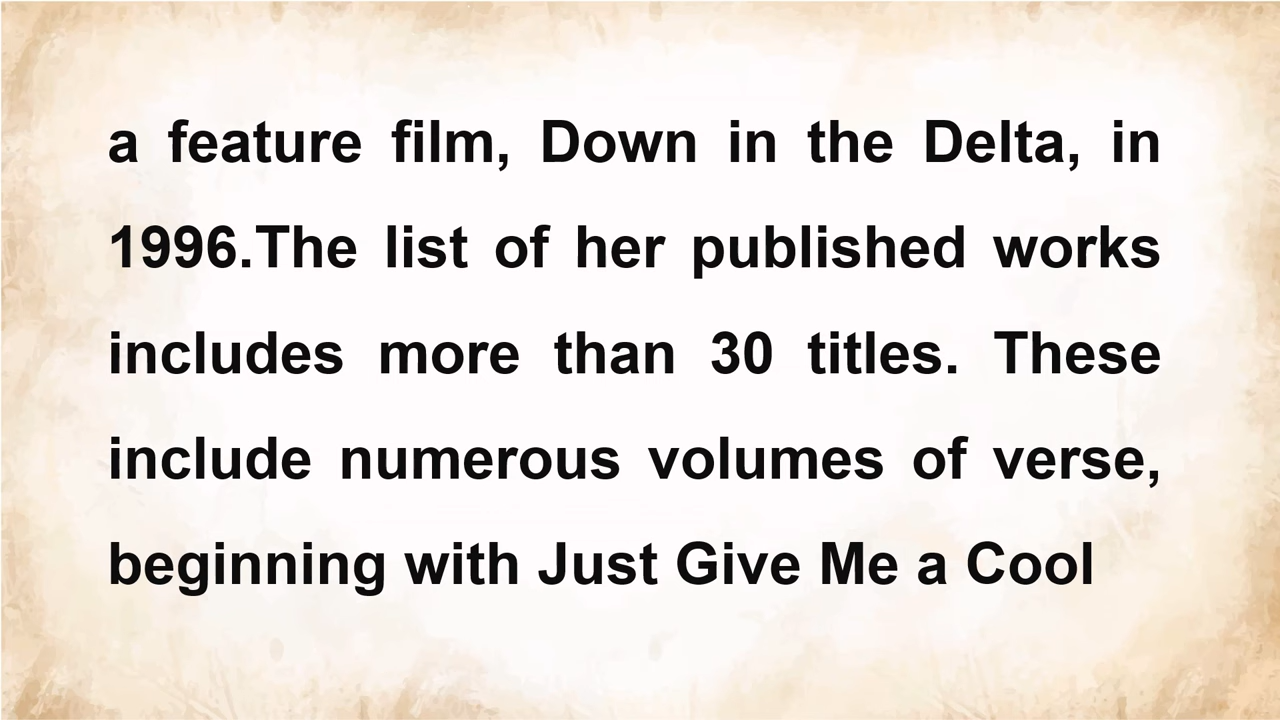 a feature film, Down in the Delta, in
1996.The list of her published works
includes more than 30 titles. These
include numerous volumes of verse,
beginning with Just Give Me a Cool